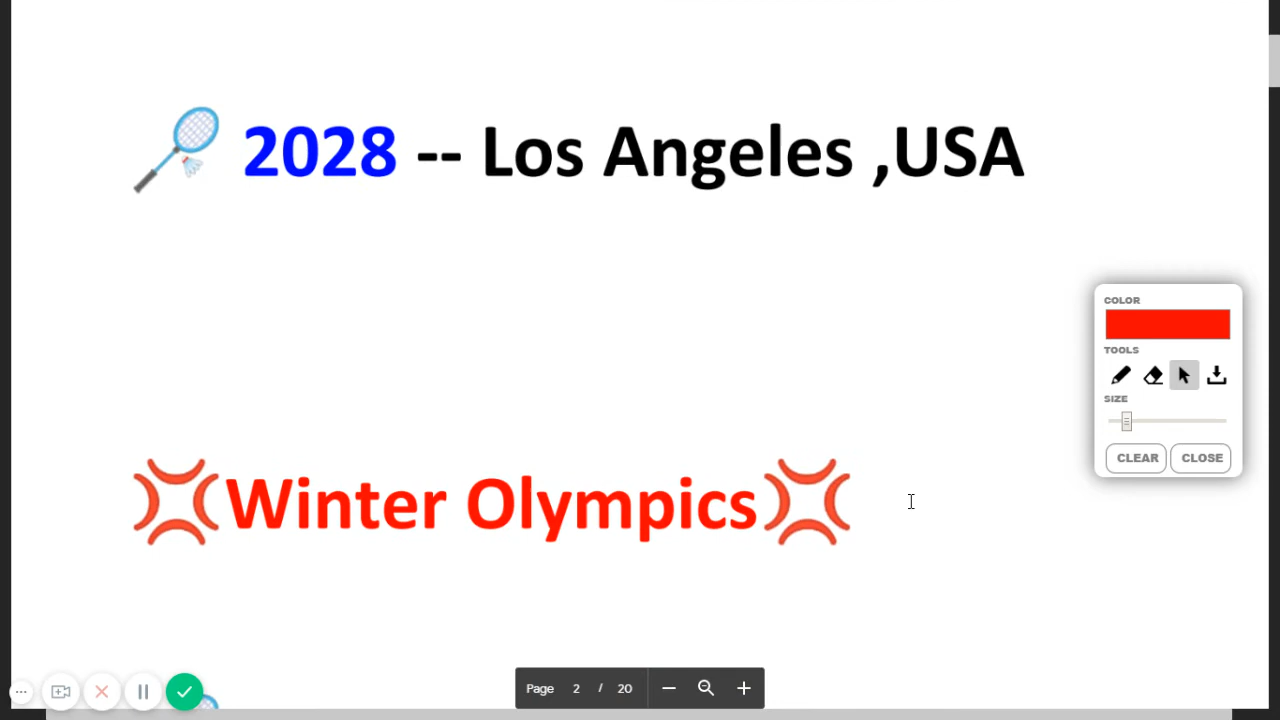 2028 -- Los Angeles ,USA
COLOR
TOOLS
SIZE
CLEAR CLOSE
Winter Olympics
Page 2 / 20